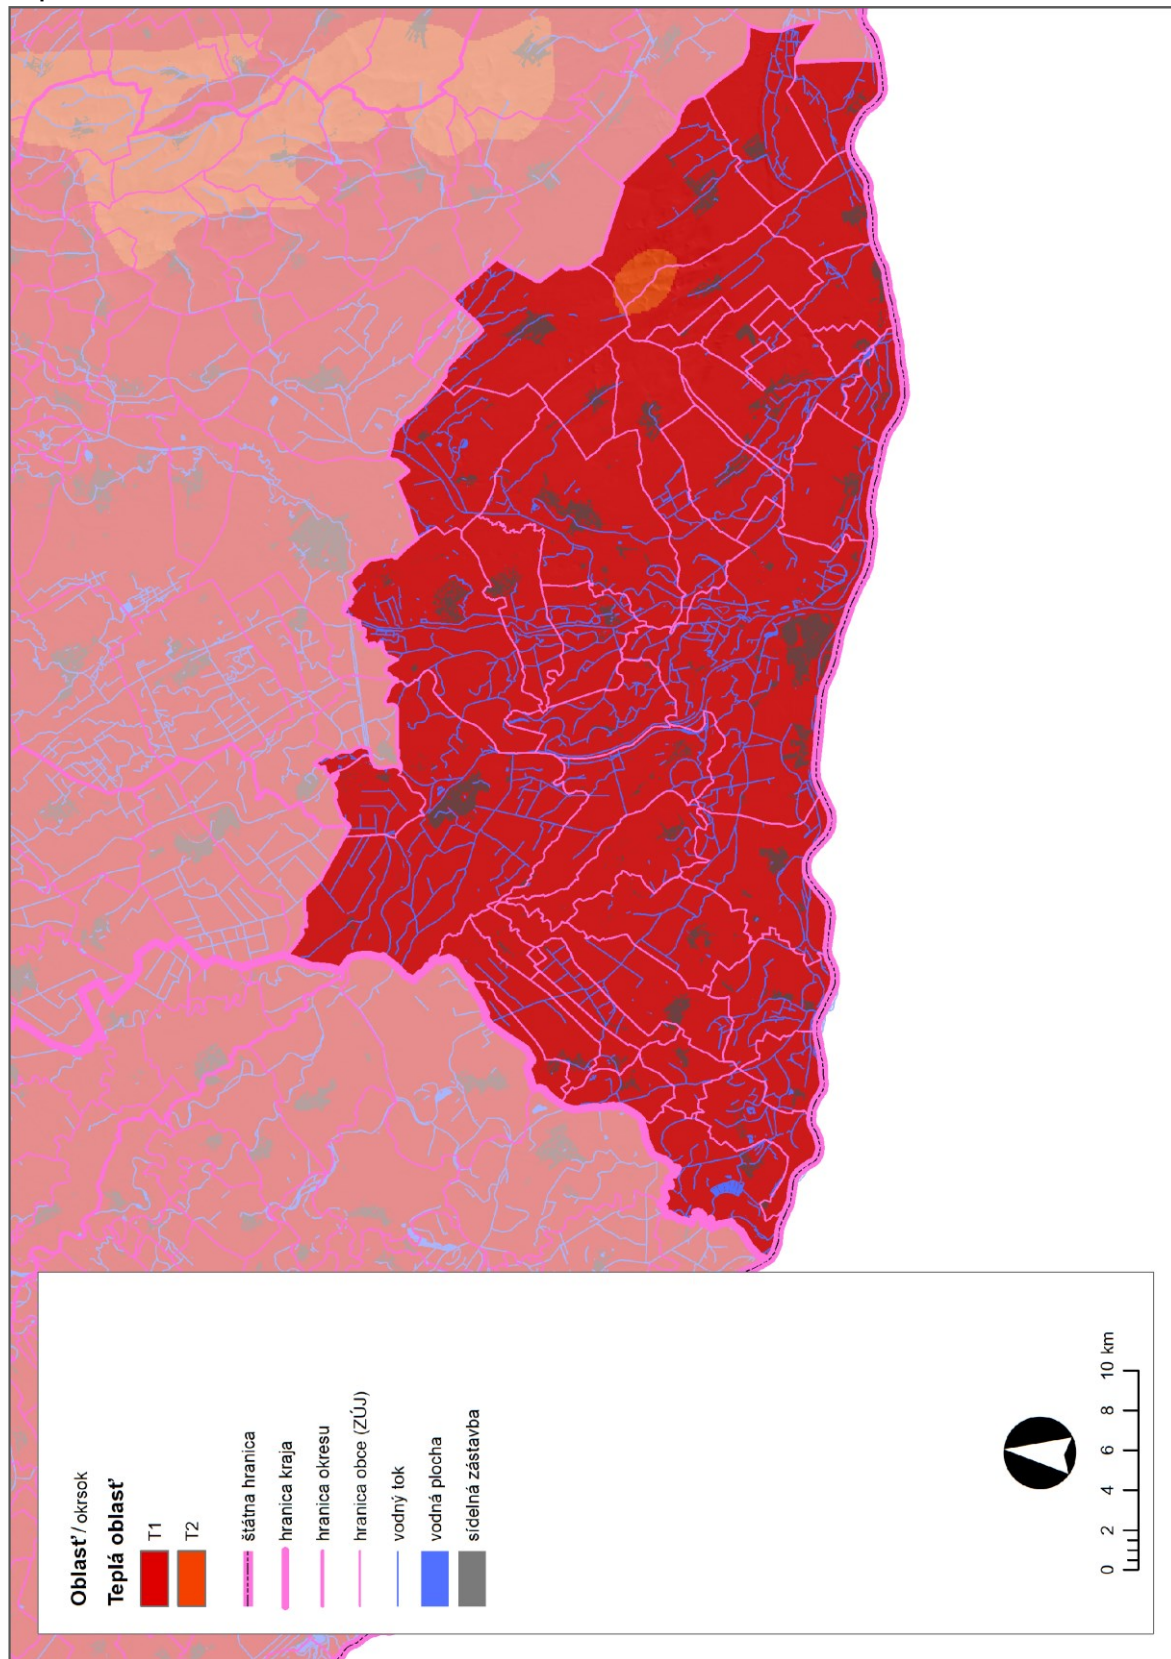 Oblasť / okrsok
Teplá oblasť
T1
T2
štátna hranica
hranica kraja
hranica okresu
hranica obce (ZÚJ)
vodný tok
vodná plocha
sídelná zástavba
0 2 4 6 8 10 km